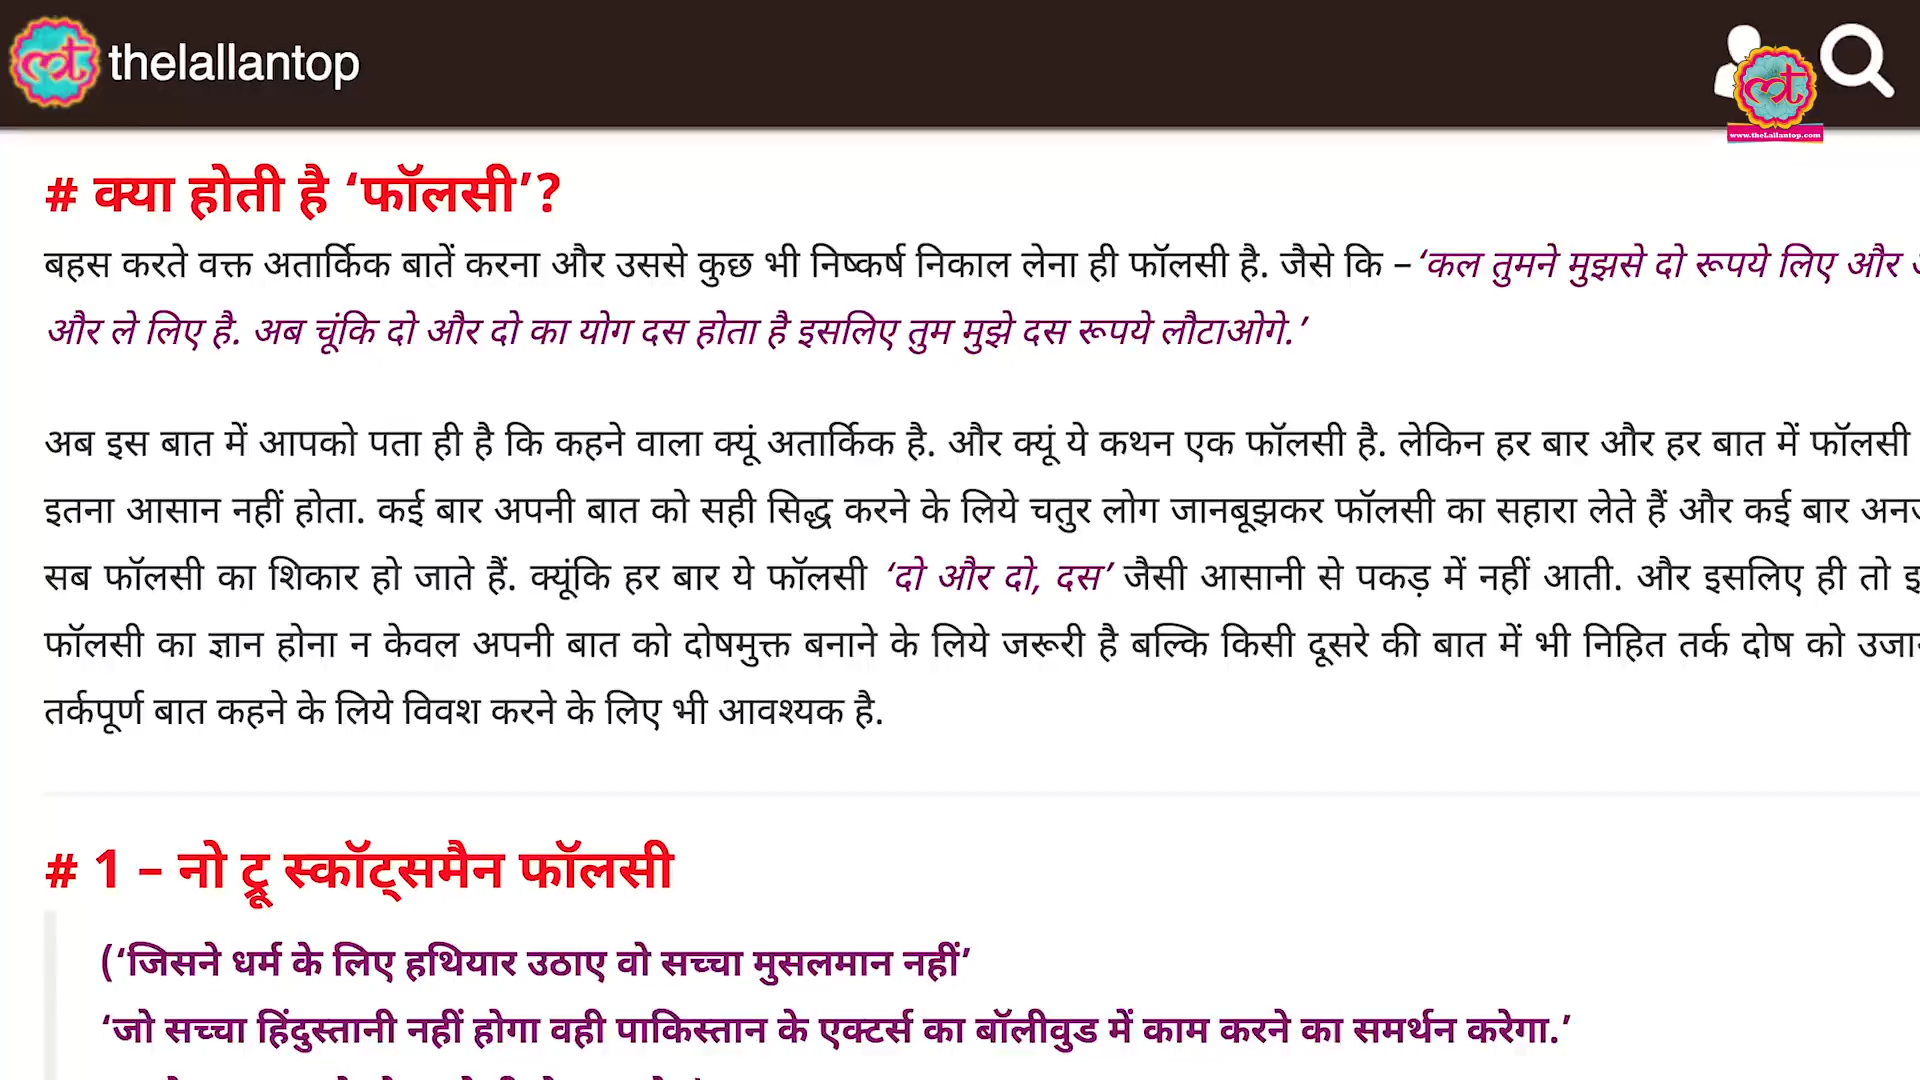 thelallantop
www.theLallantop.com
# क्या होती है ‘फॉलसी’?
बहस करते वक्त अतार्किक बातें करना और उससे कुछ भी निष्कर्ष निकाल लेना ही फॉलसी है. जैसे कि – ‘कल तुमने मुझसे दो रूपये लिए और
और ले लिए है. अब चूंकि दो और दो का योग दस होता है इसलिए तुम मुझे दस रूपये लौटाओगे.’
अब इस बात में आपको पता ही है कि कहने वाला क्यूं अतार्किक है. और क्यूं ये कथन एक फॉलसी है. लेकिन हर बार और हर बात में फॉलसी
इतना आसान नहीं होता. कई बार अपनी बात को सही सिद्ध करने के लिये चतुर लोग जानबूझकर फॉलसी का सहारा लेते हैं और कई बार
सब फॉलसी का शिकार हो जाते हैं. क्यूंकि हर बार ये फॉलसी ‘दो और दो, दस’ जैसी आसानी से पकड़ में नहीं आती. और इसलिए ही तो
फॉलसी का ज्ञान होना न केवल अपनी बात को दोषमुक्त बनाने के लिये जरूरी है बल्कि किसी दूसरे की बात में भी निहित तर्क दोष को
तर्कपूर्ण बात कहने के लिये विवश करने के लिए भी आवश्यक है.
# 1 – नो ट्रू स्कॉट्समैन फॉलसी
(‘जिसने धर्म के लिए हथियार उठाए वो सच्चा मुसलमान नहीं’
‘जो सच्चा हिंदुस्तानी नहीं होगा वही पाकिस्तान के एक्टर्स का बॉलीवुड में काम करने का समर्थन करेगा.’